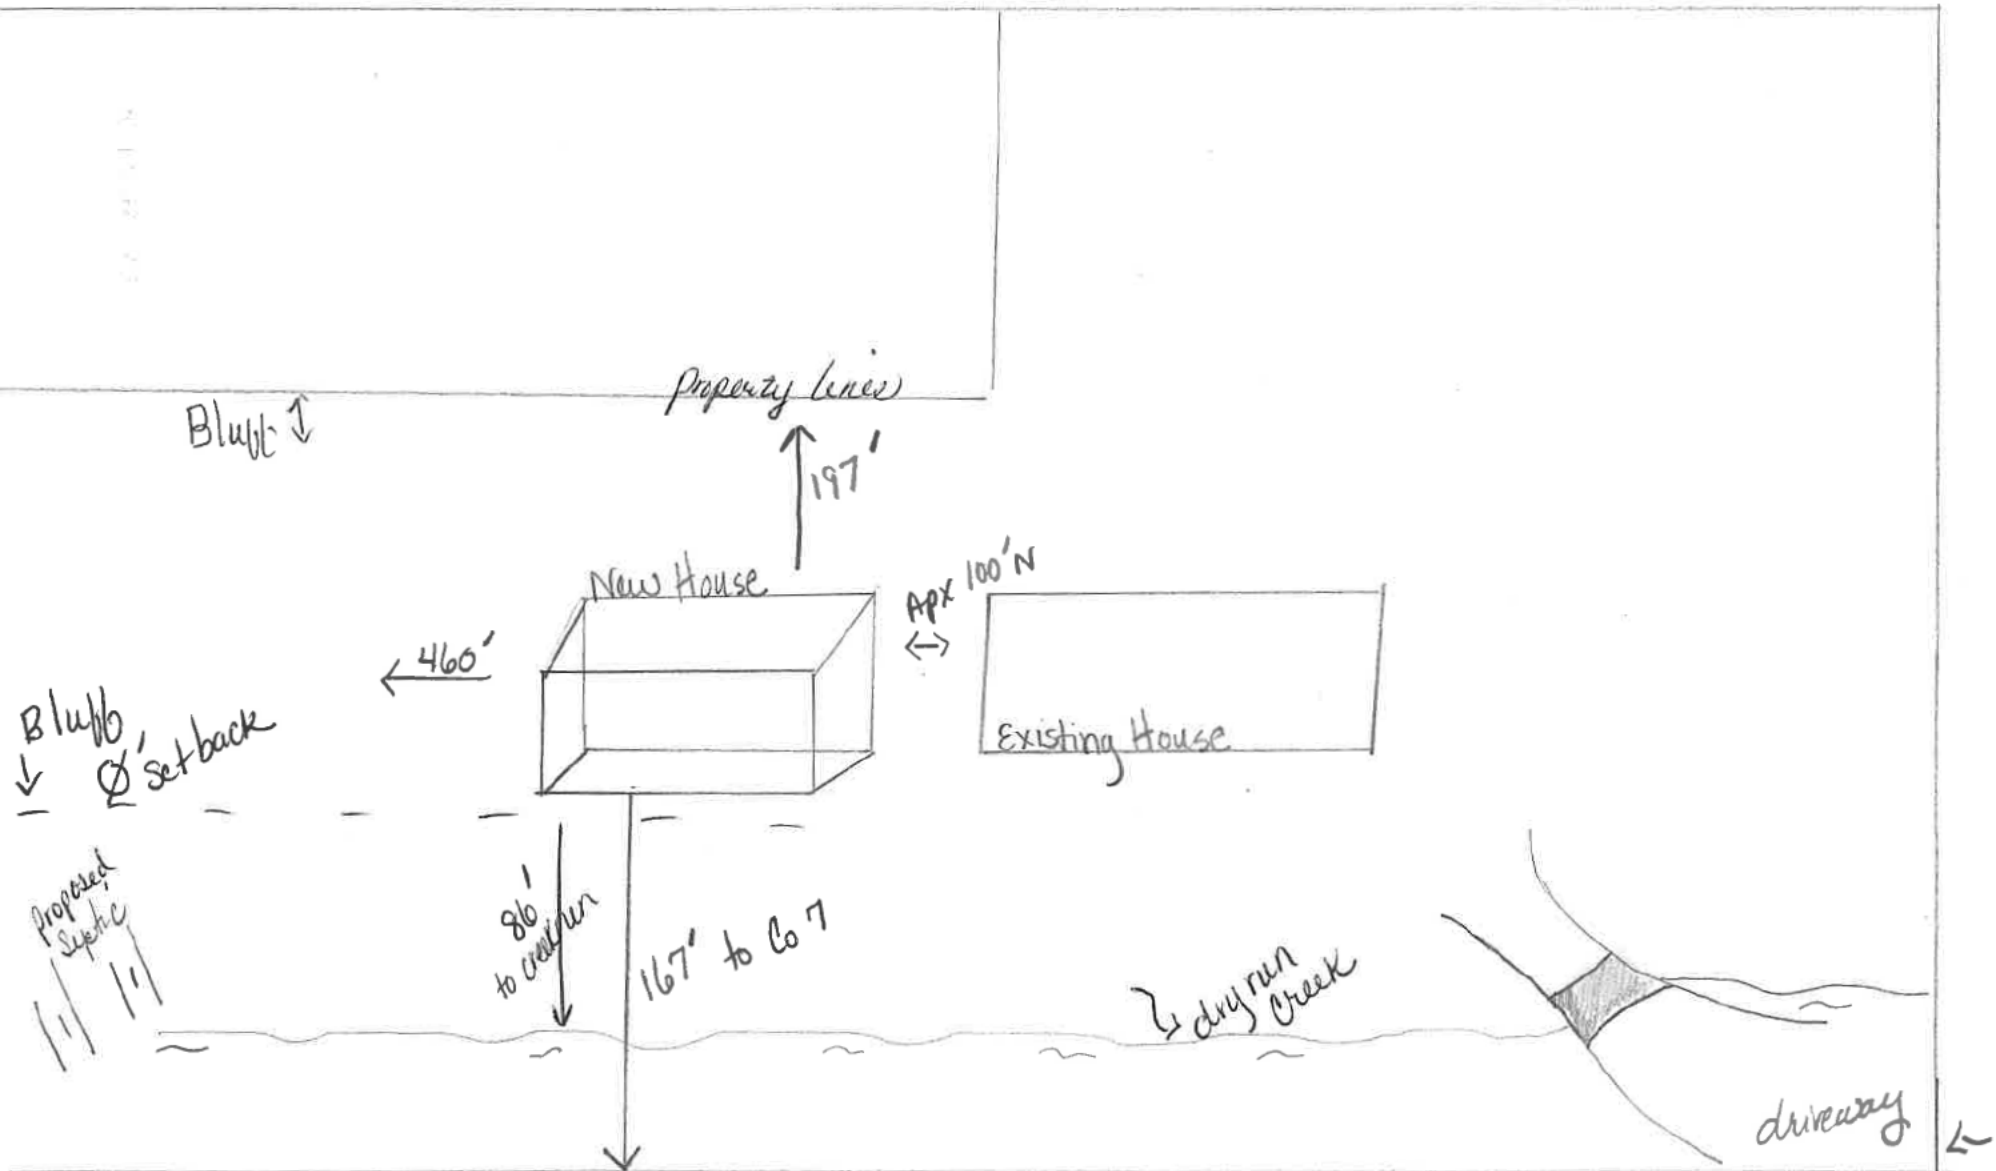 Property lines
Bluff
197'
New House
Apx 100' N
460'
Existing House
Bluff
Ø' setback
Proposed
Septic
86'
to creek run
167' to Co 7
dry run
Creek
driveway